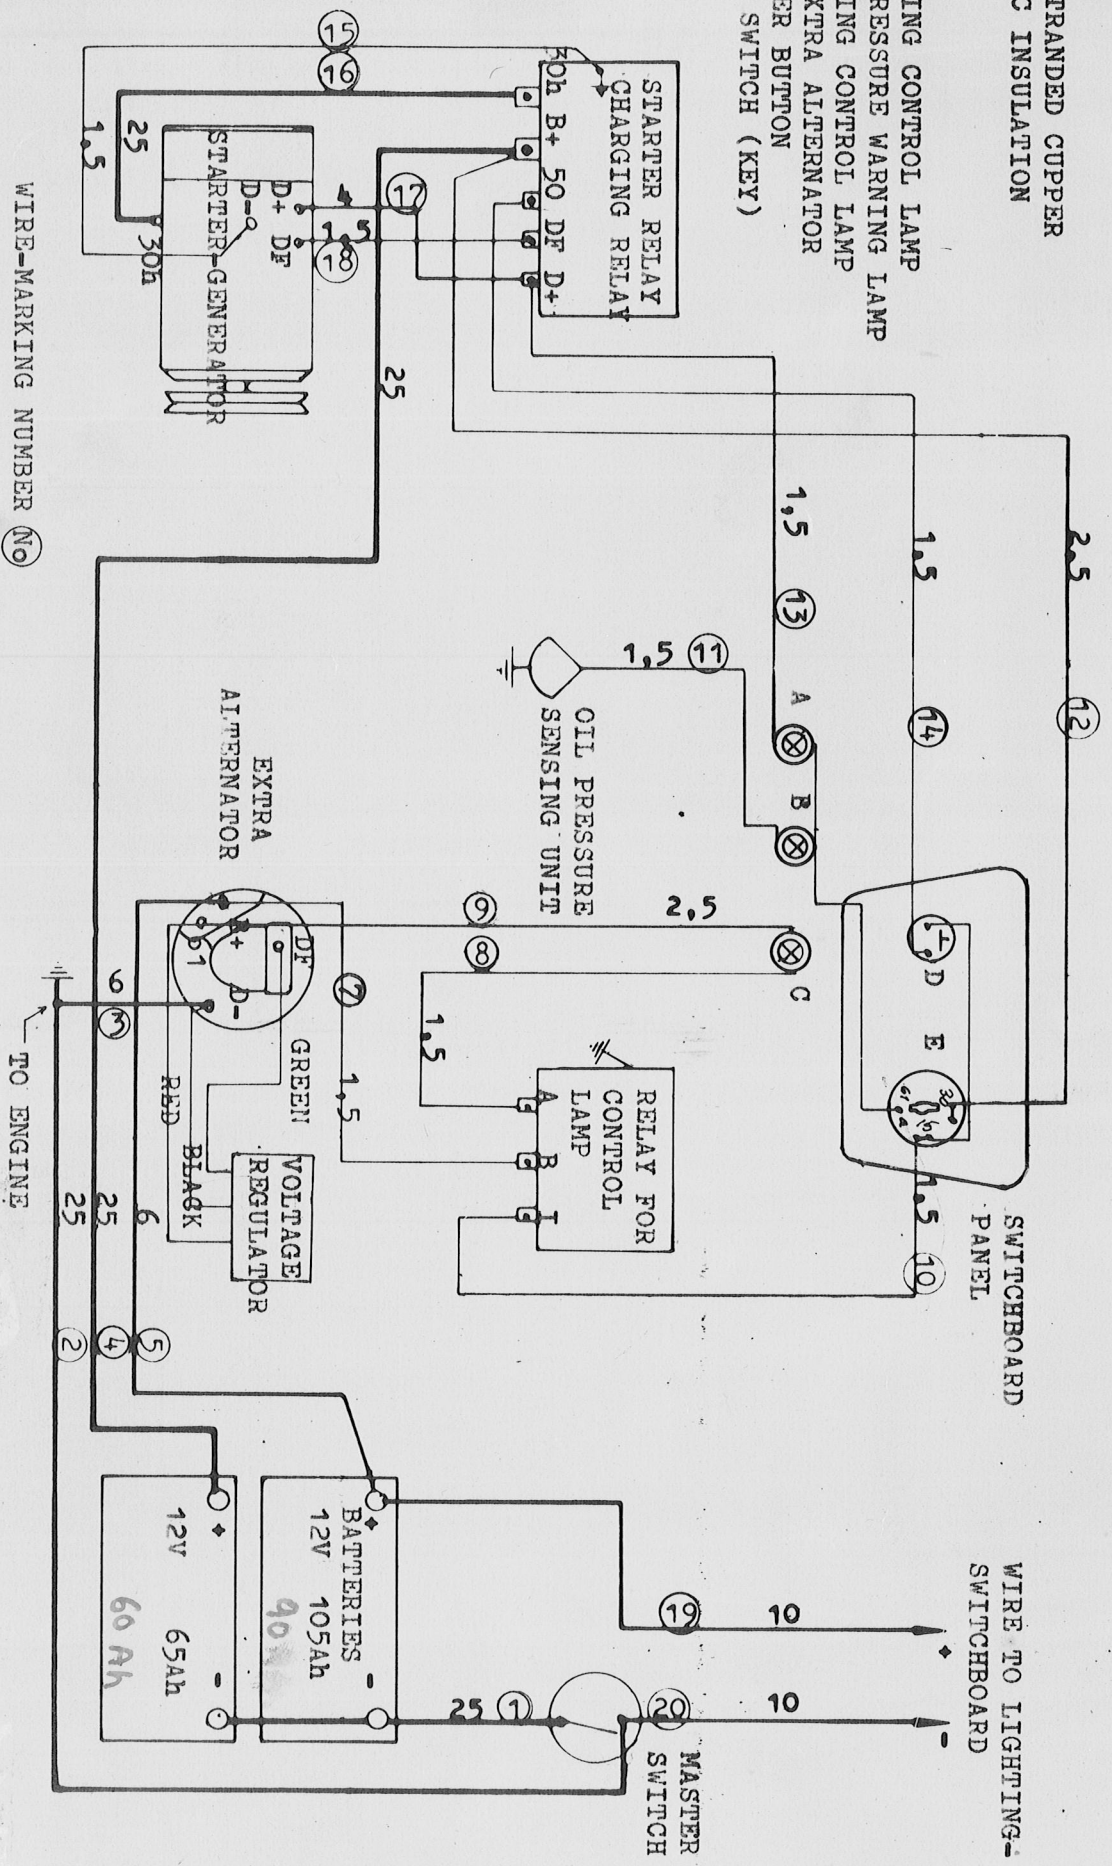 TRANDED CUPPER
C INSULATION
ING CONTROL LAMP
RESSURE WARNING LAMP
ING CONTROL LAMP
XTRA ALTERNATOR
ER BUTTON
SWITCH (KEY)
15
16
30h B+ 50 DF D+
STARTER RELAY
CHARGING RELAY
1,5
25
30h
STARTER-GENERATOR
D-
D+ DF
4
17
1,5
18
25
WIRE-MARKING NUMBER No
2,5
12
1,5
14
1,5
13
A
B
1,5
11
OIL PRESSURE
SENSING UNIT
D E
30
SWITCHBOARD
PANEL
1,5
10
C
2,5
9
8
1,5
RELAY FOR
CONTROL
LAMP
A B T
EXTRA
ALTERNATOR
DF
+
61
D-
7
1,5
GREEN
RED
BLACK
VOLTAGE
REGULATOR
6
3
TO ENGINE
6
25
25
5
4
2
BATTERIES
+ -
12V 105Ah
90
+ -
12V 65Ah
60 Ah
25
1
MASTER
SWITCH
19
10
+
20
10
-
WIRE TO LIGHTING-
SWITCHBOARD